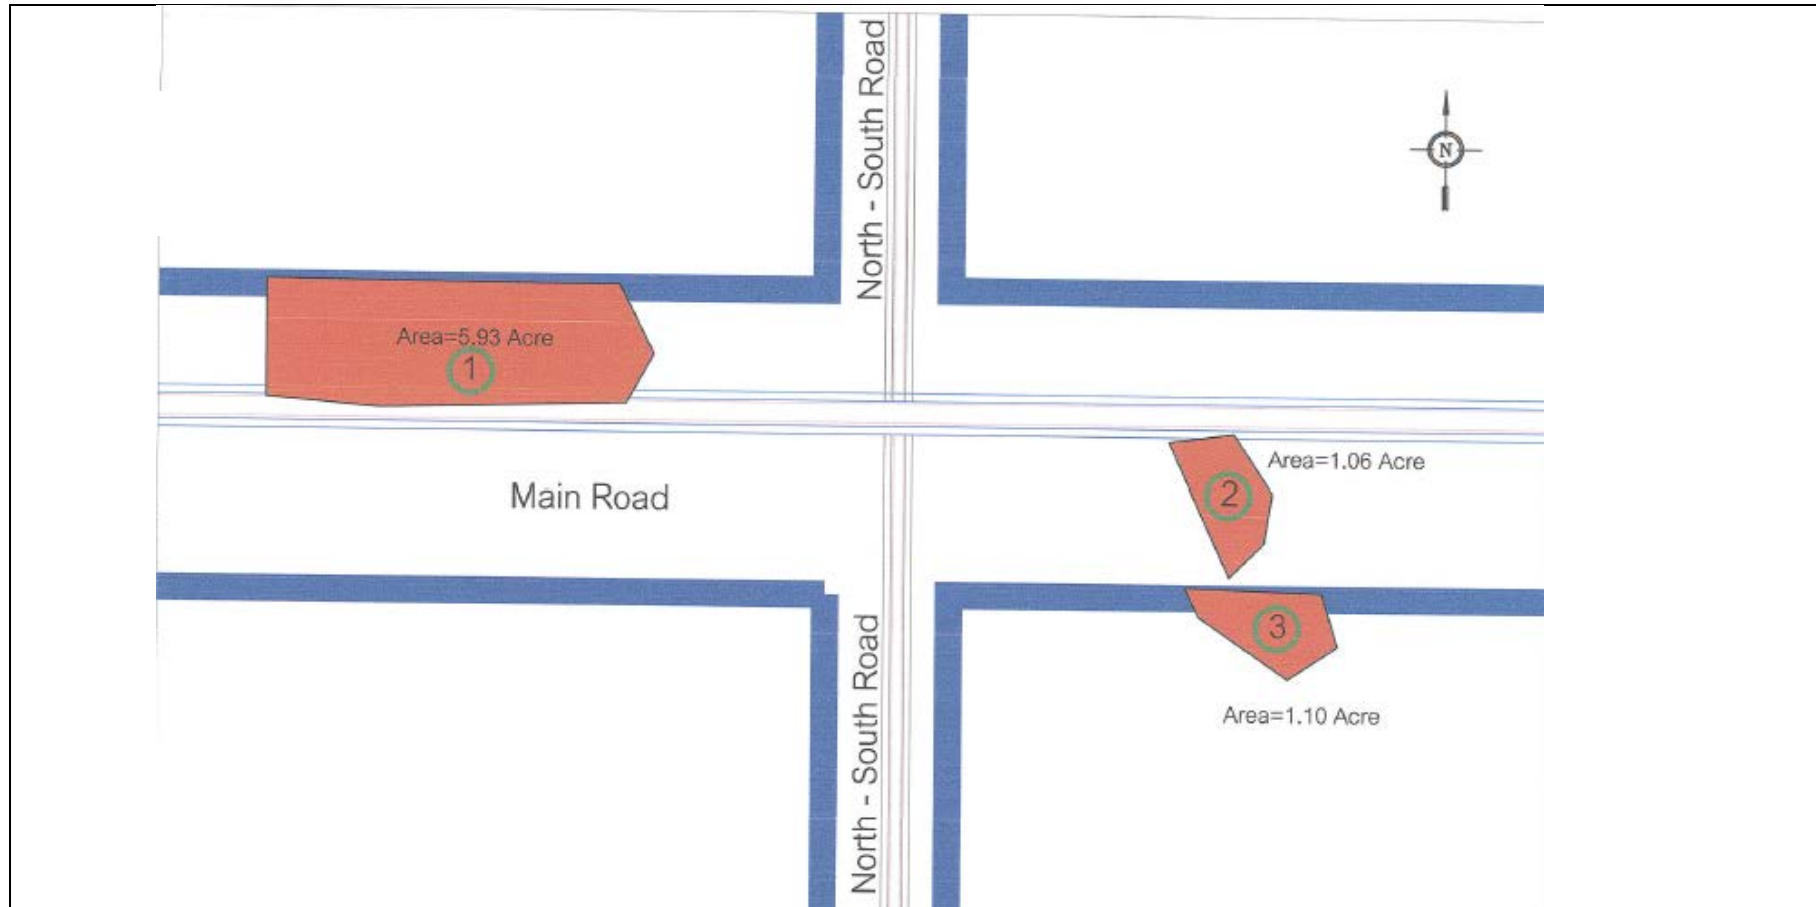 North - South Road
N
Area=5.93 Acre
1
Area=1.06 Acre
2
Main Road
3
Area=1.10 Acre
North - South Road